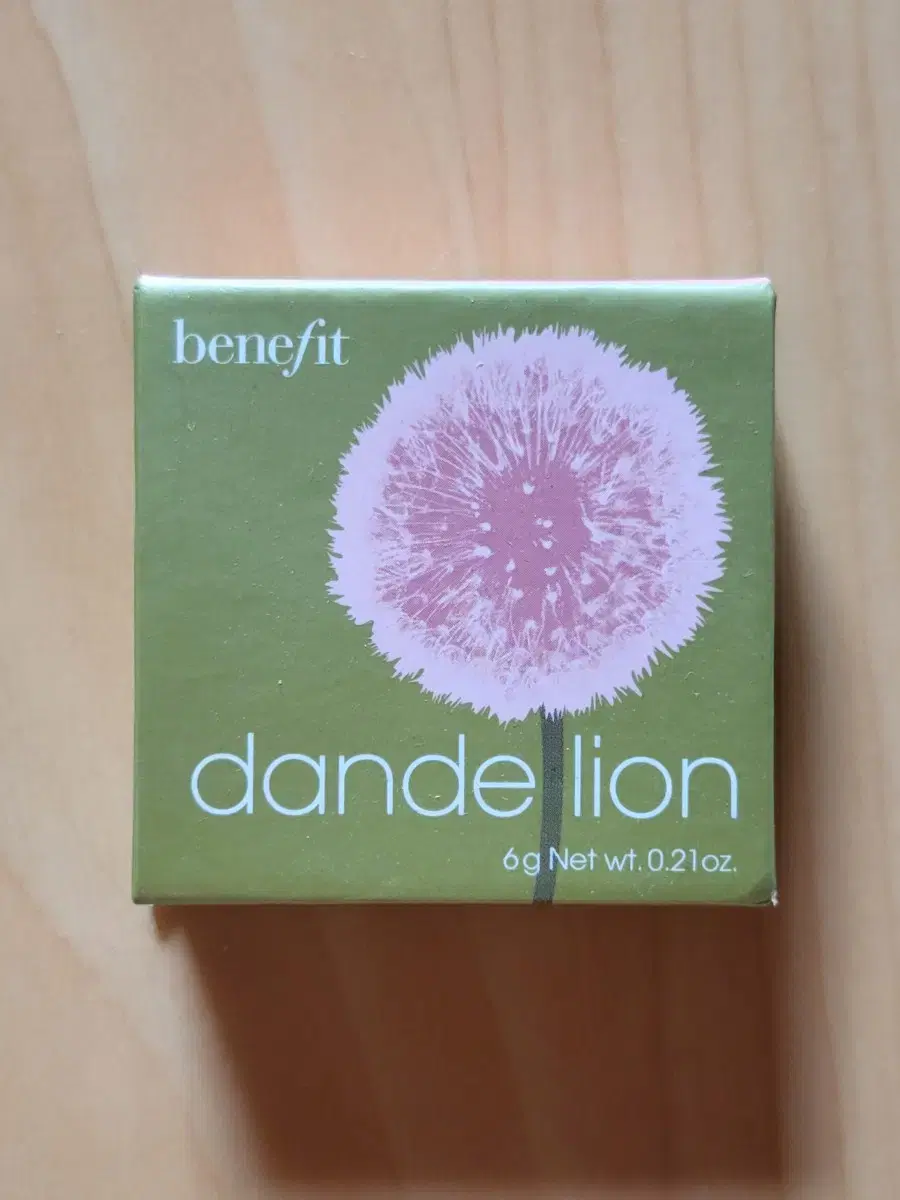 benefit
dandelion
6g Net wt. 0.21oz.